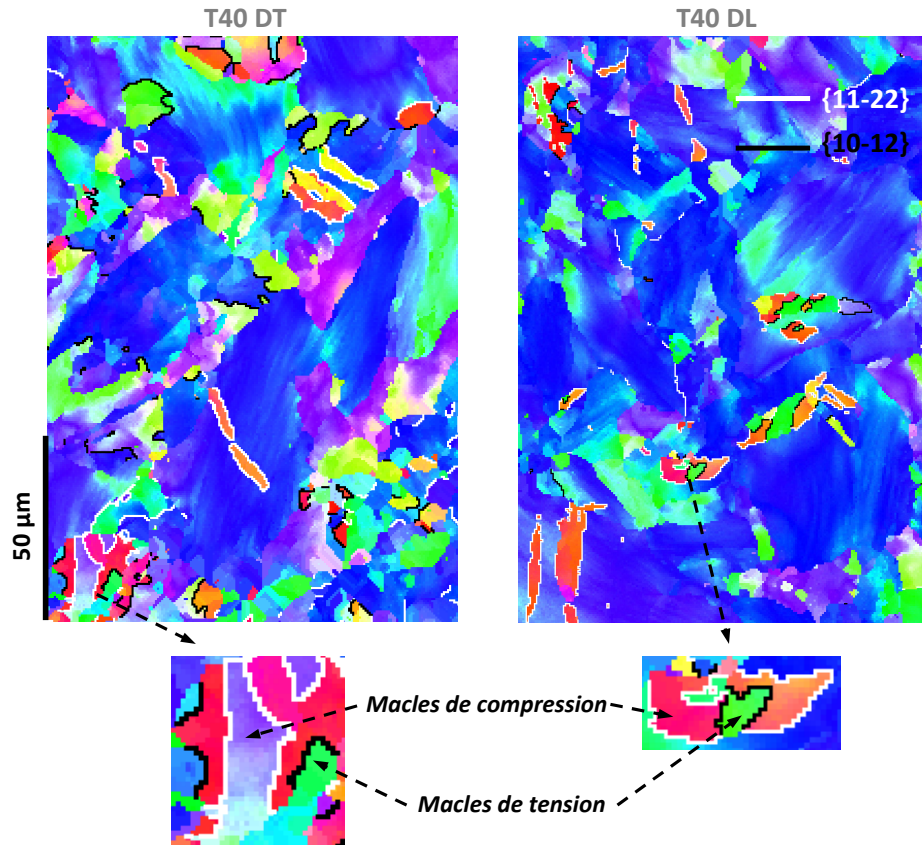 T40 DT
T40 DL
{11-22}
{10-12}
50 µm
Macles de compression
Macles de tension